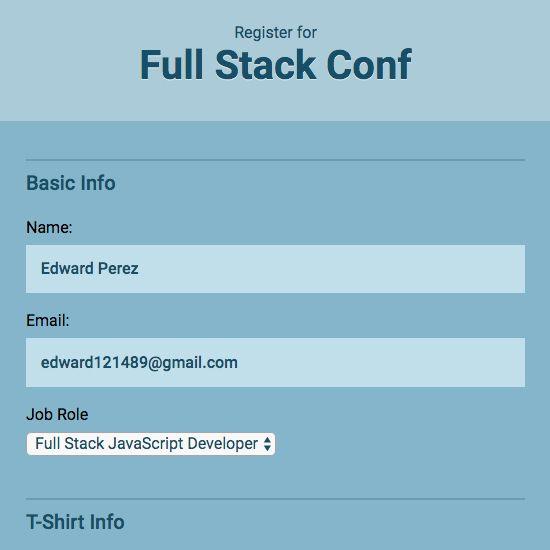 Register for
Full Stack Conf
Basic Info
Name:
Edward Perez
Email:
edward121489@gmail.com
Job Role
Full Stack JavaScript Developer
T-Shirt Info